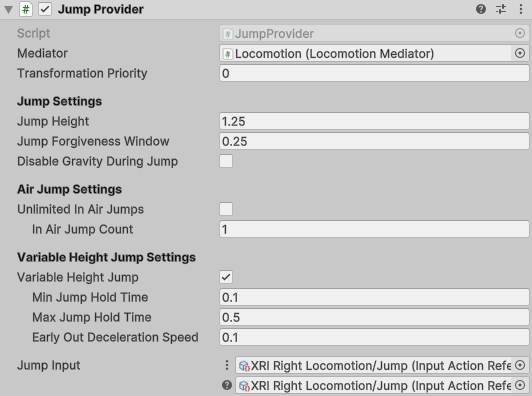 # Jump Provider
Script # JumpProvider
Mediator # Locomotion (Locomotion Mediator)
Transformation Priority 0
Jump Settings
Jump Height 1.25
Jump Forgiveness Window 0.25
Disable Gravity During Jump
Air Jump Settings
Unlimited In Air Jumps
In Air Jump Count 1
Variable Height Jump Settings
Variable Height Jump
Min Jump Hold Time 0.1
Max Jump Hold Time 0.5
Early Out Deceleration Speed 0.1
Jump Input XRI Right Locomotion/Jump (Input Action Refe
XRI Right Locomotion/Jump (Input Action Refe